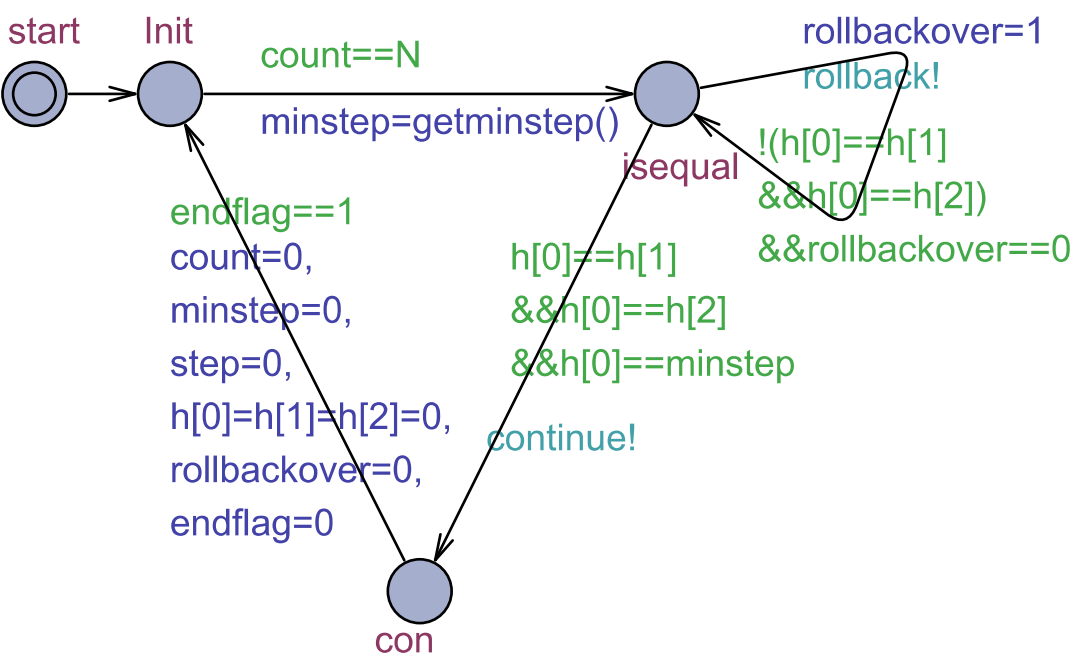 start
Init
count==N
minstep=getminstep()
isequal
rollbackover=1
rollback!
!(h[0]==h[1]
&&h[0]==h[2])
&&rollbackover==0
endflag==1
count=0,
minstep=0,
step=0,
h[0]=h[1]=h[2]=0,
rollbackover=0,
endflag=0
h[0]==h[1]
&&h[0]==h[2]
&&h[0]==minstep
continue!
con